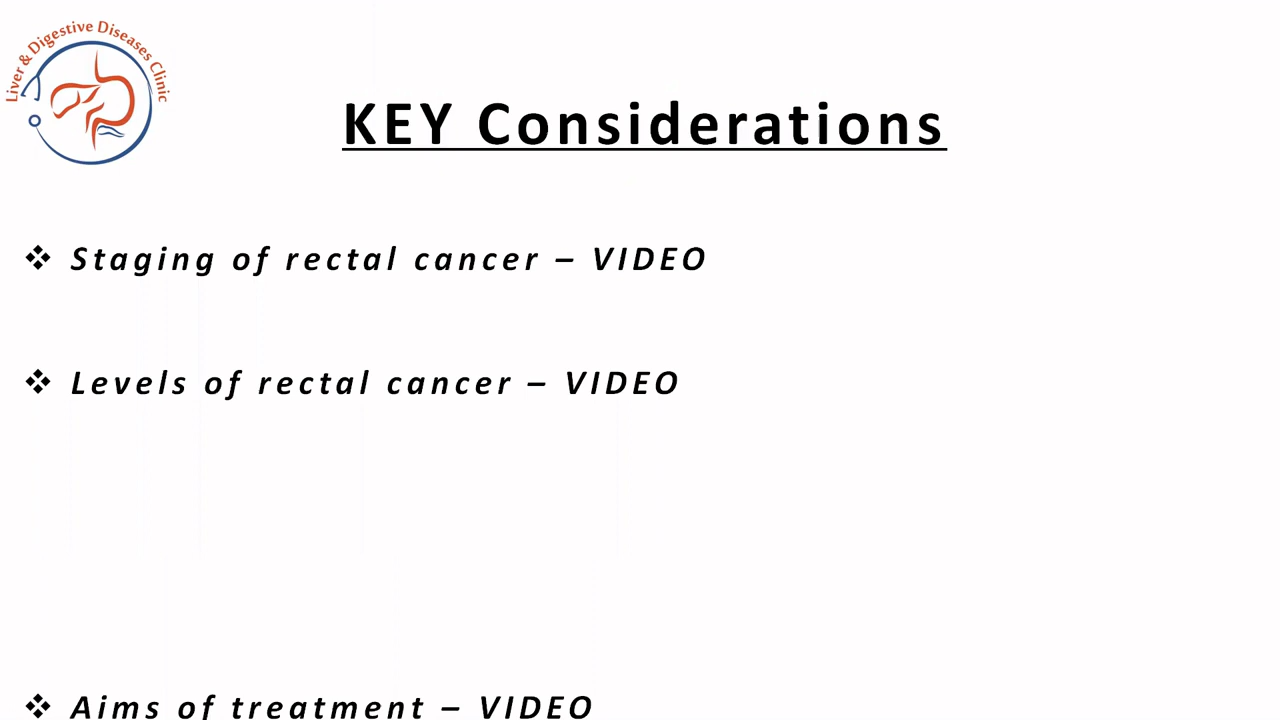 Liver & Digestive Diseases Clinic
KEY Considerations
❖ Staging of rectal cancer – VIDEO
❖ Levels of rectal cancer – VIDEO
❖ Aims of treatment – VIDEO